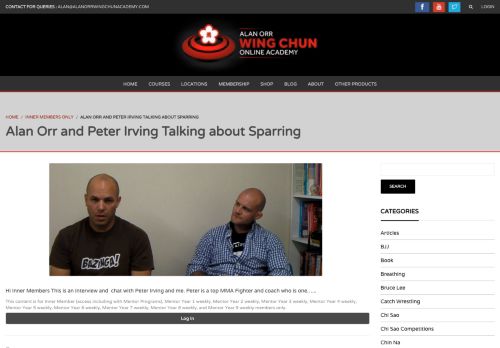 CONTACT FOR QUERIES : ALAN@ALANORRWINGCHUNACADEMY.COM
LOGIN
ALAN ORR
WING CHUN
ONLINE ACADEMY
HOME COURSES LOCATIONS MEMBERSHIP SHOP BLOG ABOUT OTHER PRODUCTS
HOME / INNER MEMBERS ONLY / ALAN ORR AND PETER IRVING TALKING ABOUT SPARRING
Alan Orr and Peter Irving Talking about Sparring
BAZINGA!
Hi Inner Members This is an Interview and chat with Peter Irving and me. Peter is a top MMA Fighter and coach who is one…...
This content is for Inner Member (access including with Mentor Programs), Mentor Year 1 weekly, Mentor Year 2 weekly, Mentor Year 3 weekly, Mentor Year 4 weekly,
Mentor Year 5 weekly, Mentor Year 6 weekly, Mentor Year 7 weekly, Mentor Year 8 weekly, and Mentor Year 9 weekly members only.
Log In
...
SEARCH
CATEGORIES
Articles
BJJ
Book
Breathing
Bruce Lee
Catch Wrestling
Chi Sao
Chi Sao Competitions
Chin Na